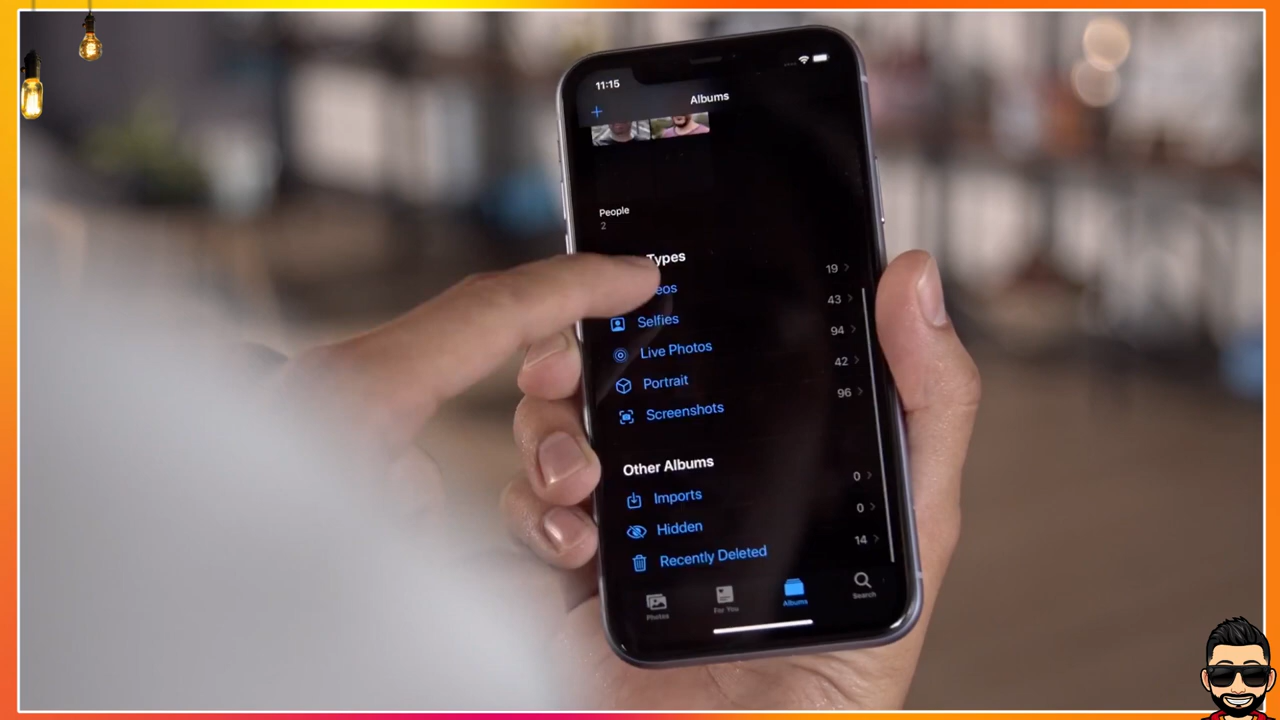 11:15
Albums
People
2
Types
eos 19
Selfies 43
Live Photos 94
Portrait 42
Screenshots 96
Other Albums
Imports 0
Hidden 0
Recently Deleted 14
Photos
For You
Albums
Search